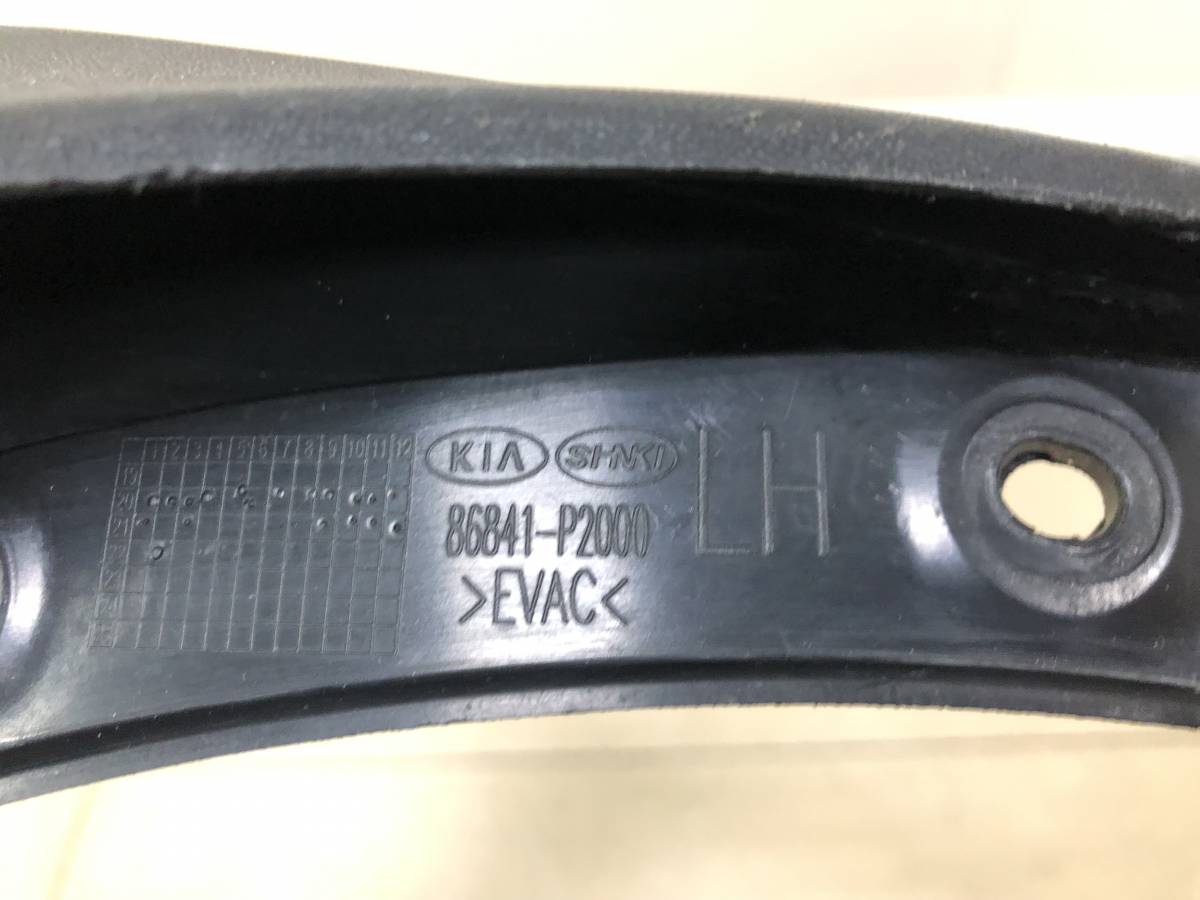 1 2 3 4 5 6 7 8 9 10 11 12
KIA SHNKI LH
86841-P2000
>EVAC<